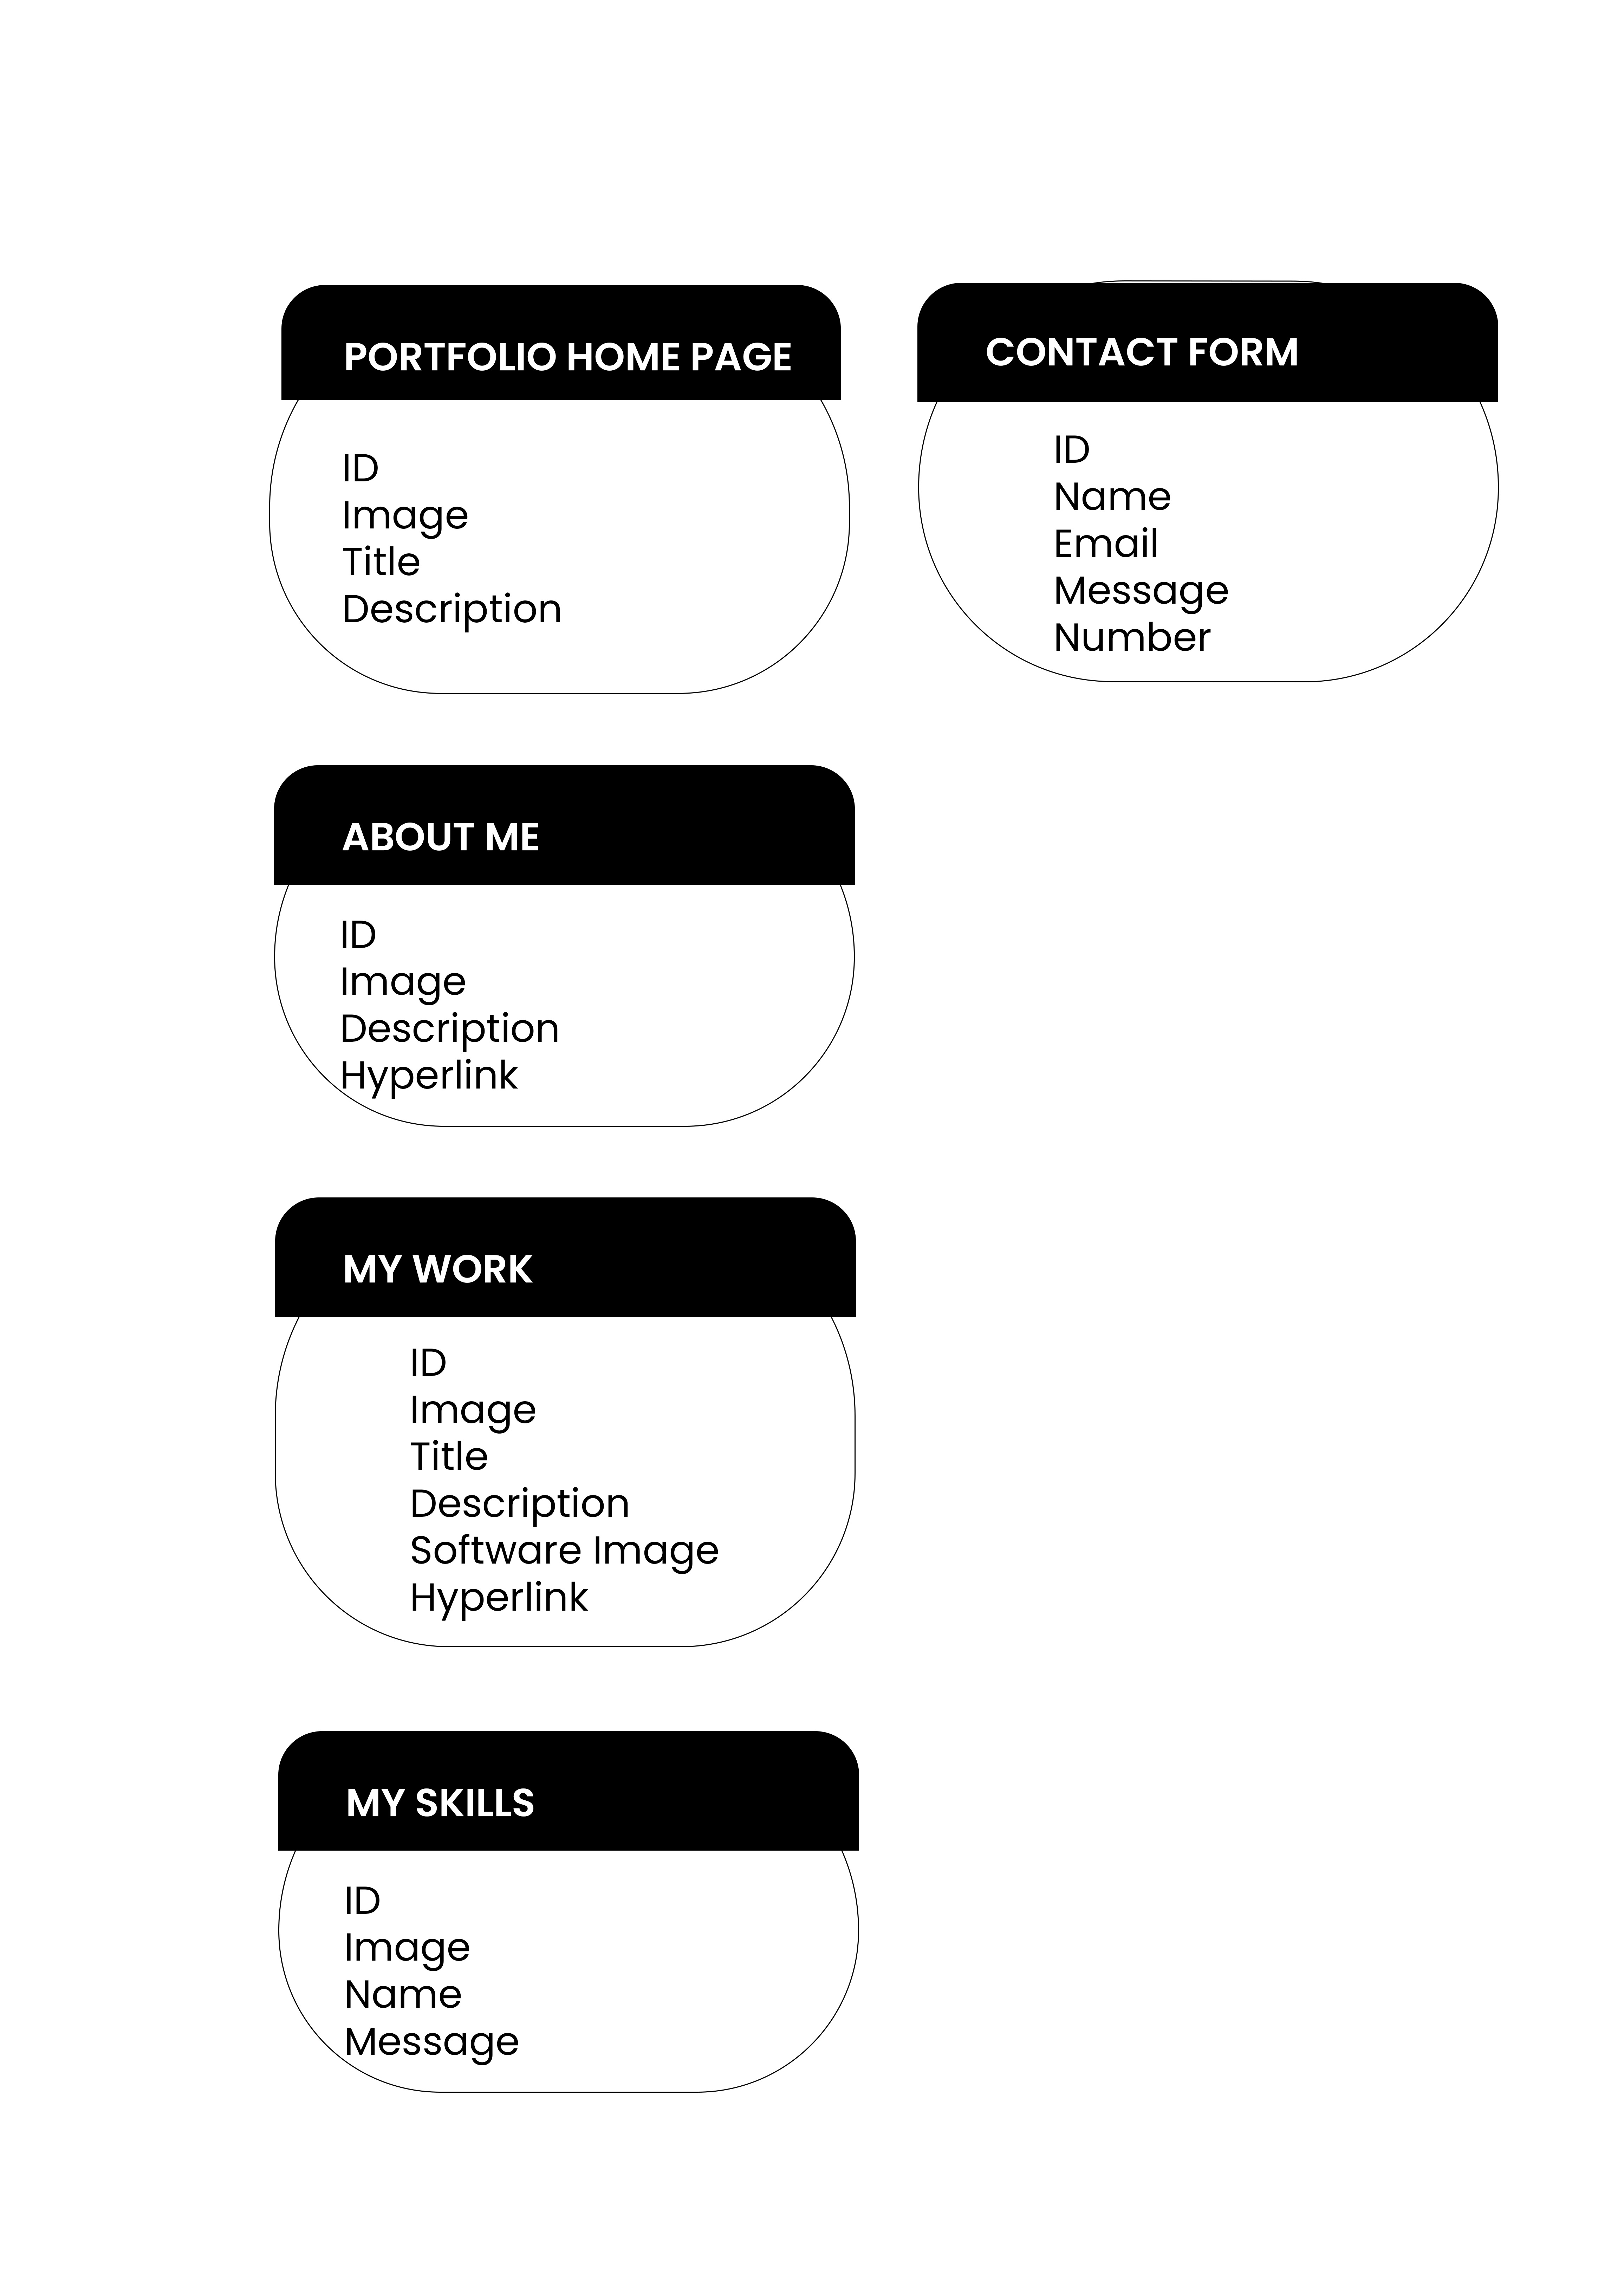 PORTFOLIO HOME PAGE
ID
Image
Title
Description
CONTACT FORM
ID
Name
Email
Message
Number
ABOUT ME
ID
Image
Description
Hyperlink
MY WORK
ID
Image
Title
Description
Software Image
Hyperlink
MY SKILLS
ID
Image
Name
Message